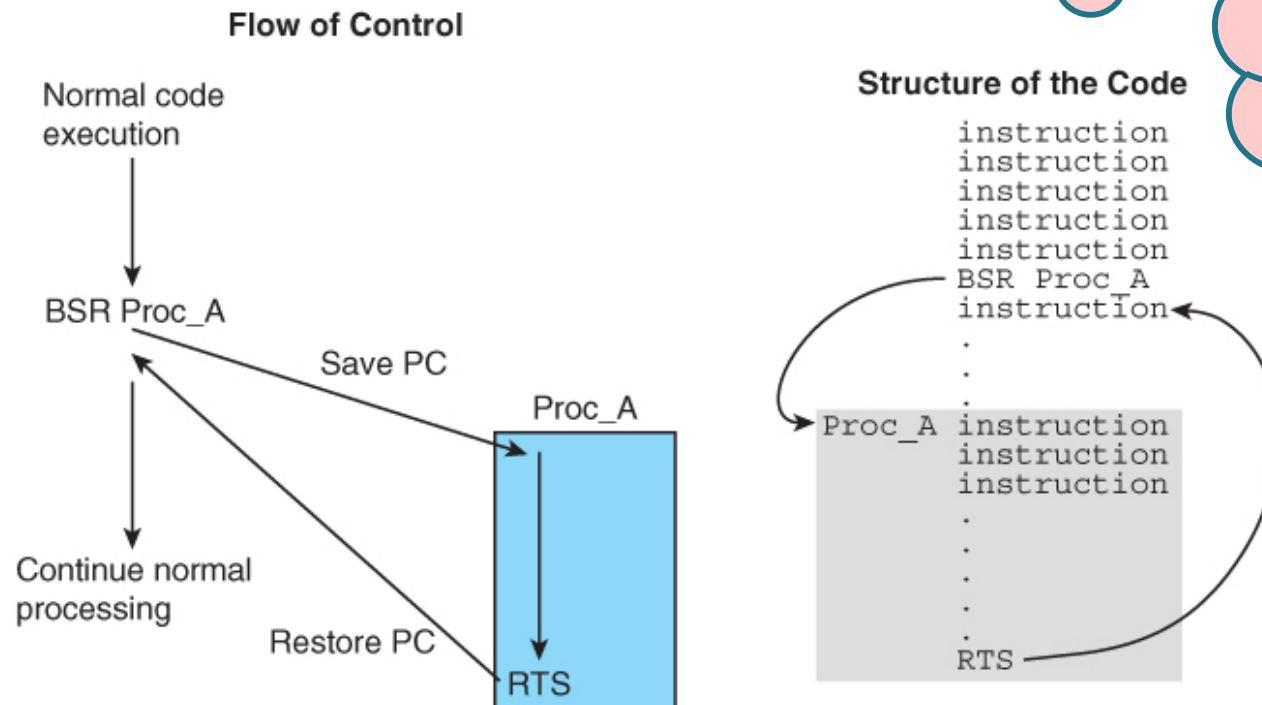 Flow of Control
Normal code
execution
BSR Proc_A
Save PC
Proc_A
Continue normal
processing
Restore PC
RTS
Structure of the Code
instruction
instruction
instruction
instruction
instruction
BSR Proc_A
instruction
.
.
.
Proc_A instruction
instruction
instruction
.
.
.
.
.
RTS